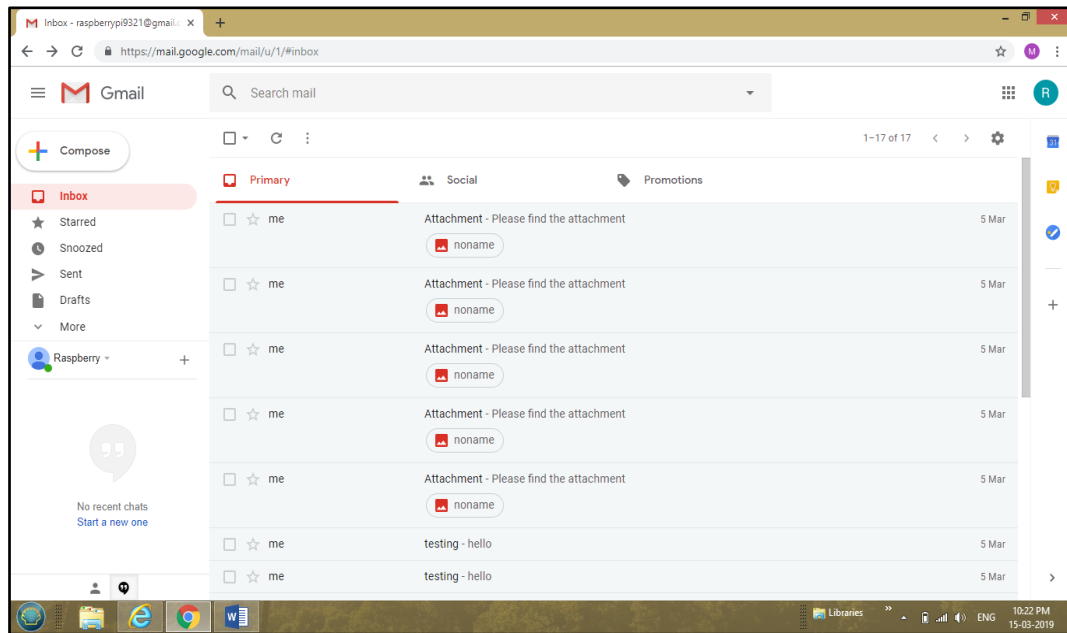 Inbox - raspberrypi9321@gmail.c
https://mail.google.com/mail/u/1/#inbox
M
Gmail
Search mail
R
Compose
1–17 of 17
31
Primary
Social
Promotions
Inbox
Starred
Snoozed
Sent
Drafts
More
Raspberry
No recent chats
Start a new one
me Attachment - Please find the attachment 5 Mar
noname
me Attachment - Please find the attachment 5 Mar
noname
me Attachment - Please find the attachment 5 Mar
noname
me Attachment - Please find the attachment 5 Mar
noname
me Attachment - Please find the attachment 5 Mar
noname
me testing - hello 5 Mar
me testing - hello 5 Mar
Libraries
ENG
10:22 PM
15-03-2019